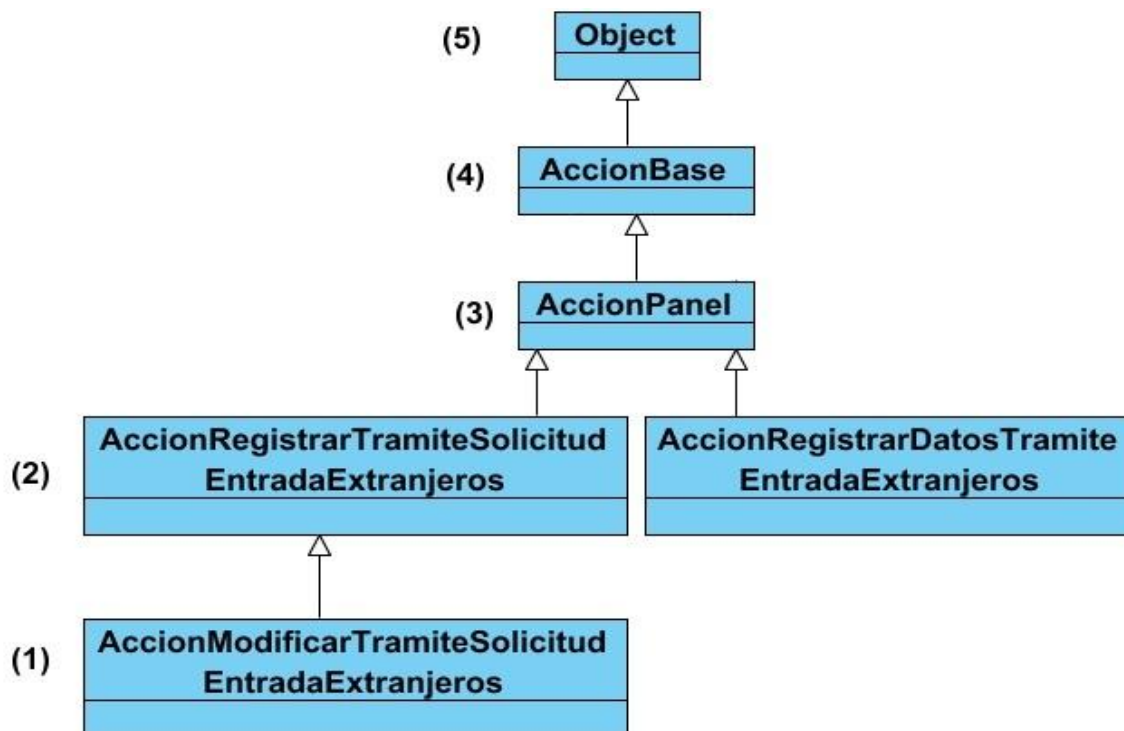 (5) Object
(4) AccionBase
(3) AccionPanel
(2) AccionRegistrarTramiteSolicitud
EntradaExtranjeros
AccionRegistrarDatosTramite
EntradaExtranjeros
(1) AccionModificarTramiteSolicitud
EntradaExtranjeros